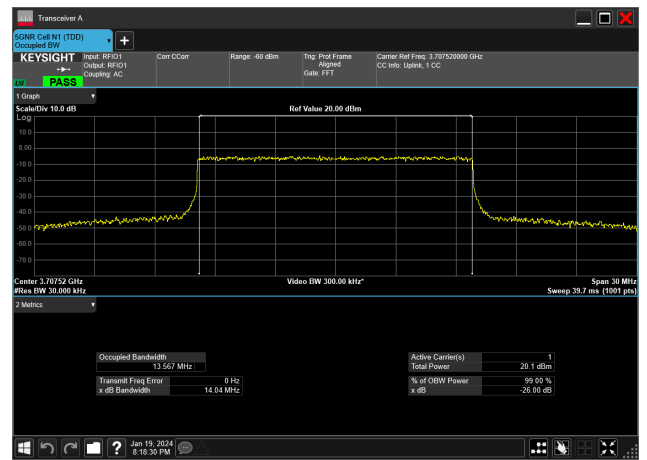 Transceiver A
5GNR Cell N1 (TDD)
Occupied BW
KEYSIGHT
Input: RFIO1
Output: RFIO1
Coupling: AC
Corr CCorr
Range: -60 dBm
Trig: Prot Frame
Aligned
Gate: FFT
Carrier Ref Freq: 3.707520000 GHz
CC Info: Uplink, 1 CC
PASS
1 Graph
Scale/Div 10.0 dB
Ref Value 20.00 dBm
Log
10.0
0.00
-10.0
-20.0
-30.0
-40.0
-50.0
-60.0
-70.0
Center 3.70752 GHz
Video BW 300.00 kHz*
Span 30 MHz
#Res BW 30.000 kHz
Sweep 39.7 ms (1001 pts)
2 Metrics
Occupied Bandwidth
13.567 MHz
Active Carrier(s) 1
Total Power 20.1 dBm
Transmit Freq Error 0 Hz
x dB Bandwidth 14.04 MHz
% of OBW Power 99.00 %
x dB -26.00 dB
Jan 19, 2024
8:18:30 PM